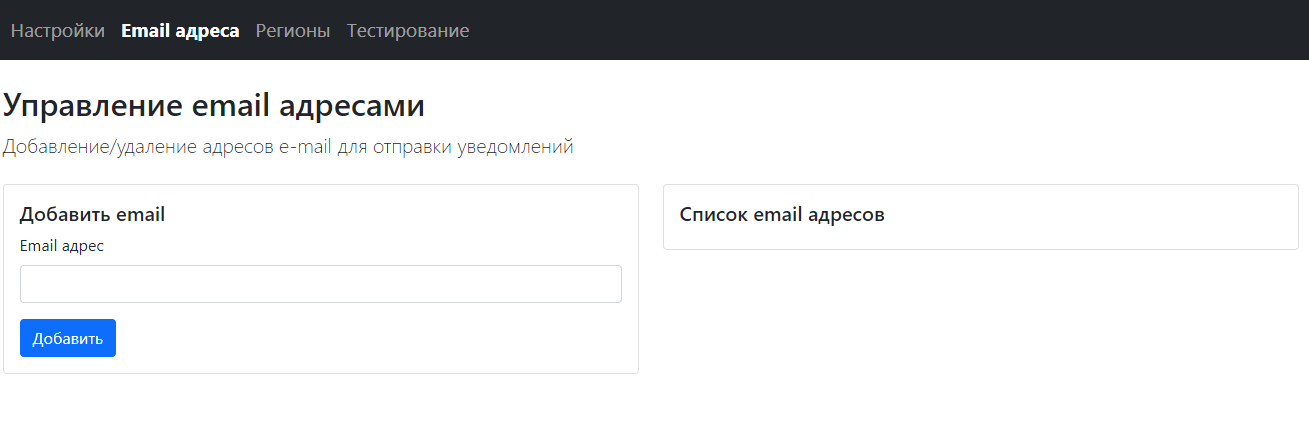 Настройки Email адреса Регионы Тестирование
Управление email адресами
Добавление/удаление адресов e-mail для отправки уведомлений
Добавить email
Email адрес
Добавить
Список email адресов